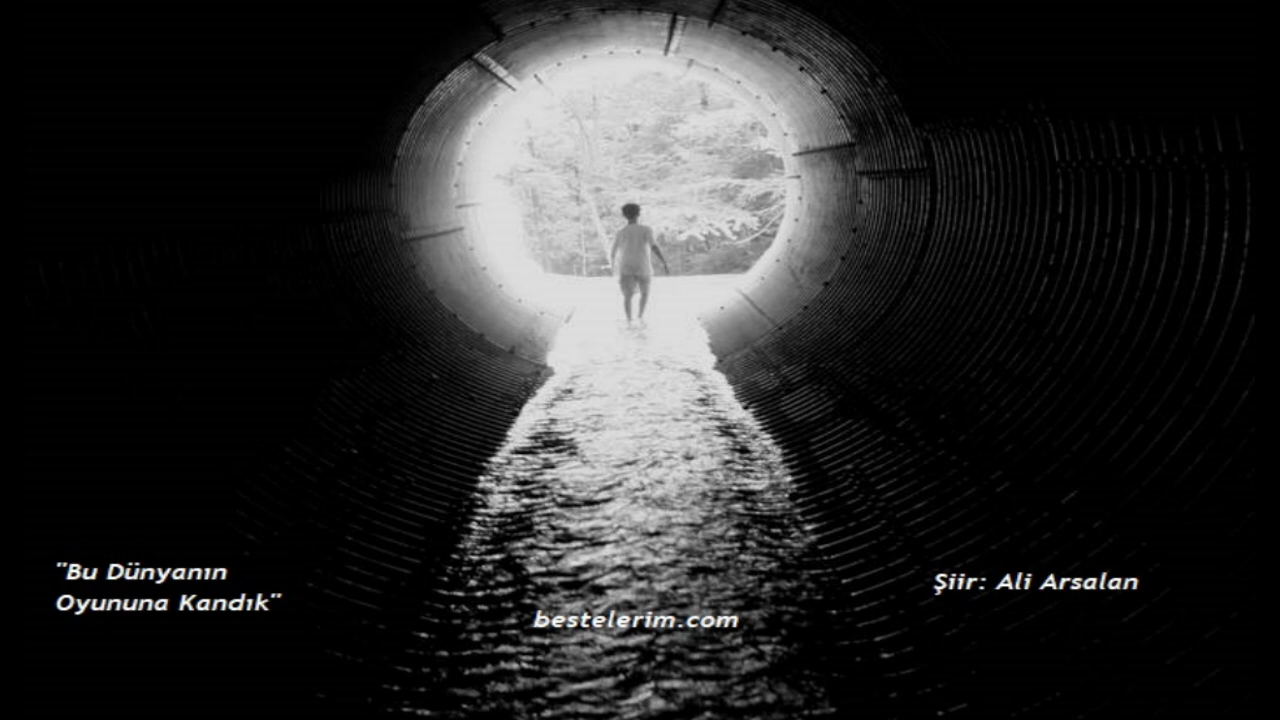 "Bu Dünyanın
Oyununa Kandık"
bestelerim.com
Şiir: Ali Arsalan